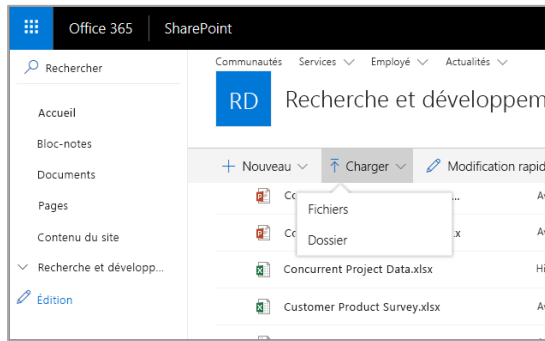 Office 365 SharePoint
Rechercher
Accueil
Bloc-notes
Documents
Pages
Contenu du site
Recherche et développ...
Édition
Communautés Services Employé Actualités
RD Recherche et développem
Nouveau Charger Modification rapid
Fichiers
Dossier
Concurrent Project Data.xlsx Hi
Customer Product Survey.xlsx